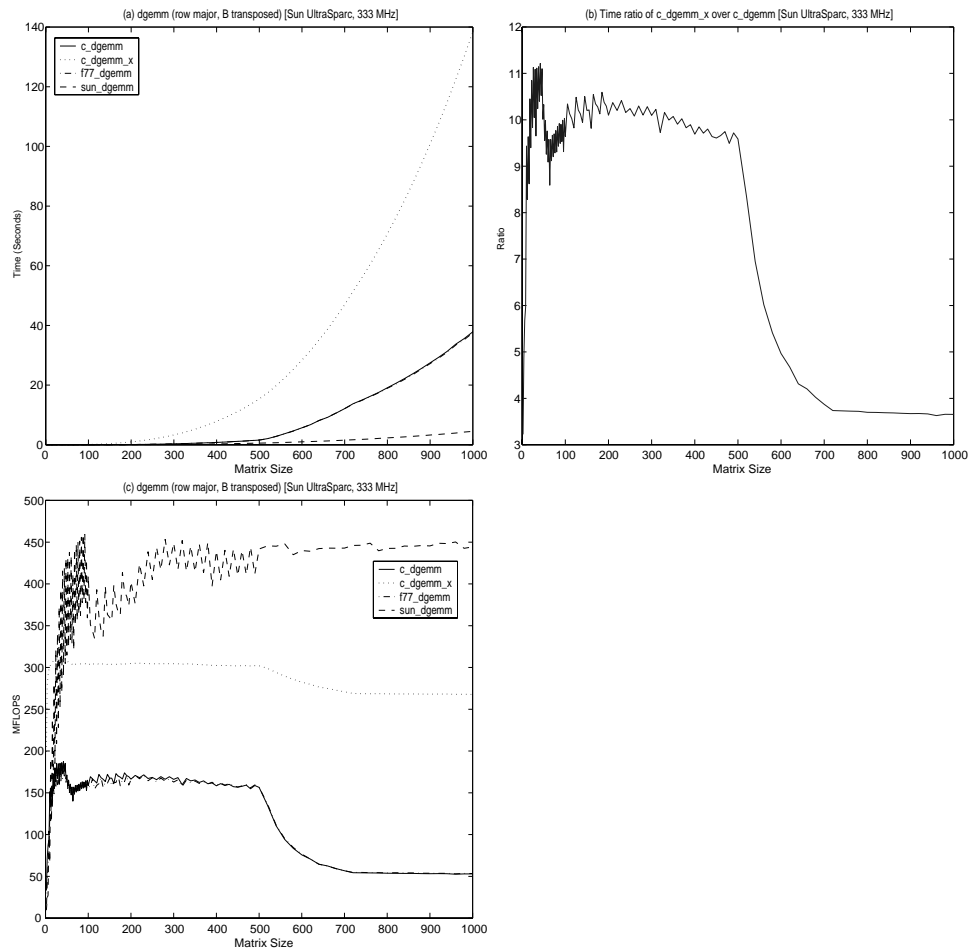 (a) dgemm (row major, B transposed) [Sun UltraSparc, 333 MHz]
140
120
100
80
60
40
20
0
Time (Seconds)
c_dgemm
c_dgemm_x
f77_dgemm
sun_dgemm
0 100 200 300 400 500 600 700 800 900 1000
Matrix Size
(b) Time ratio of c_dgemm_x over c_dgemm [Sun UltraSparc, 333 MHz]
12
11
10
9
8
7
6
5
4
3
Ratio
0 100 200 300 400 500 600 700 800 900 1000
Matrix Size
(c) dgemm (row major, B transposed) [Sun UltraSparc, 333 MHz]
500
450
400
350
300
250
200
150
100
50
0
MFLOPS
c_dgemm
c_dgemm_x
f77_dgemm
sun_dgemm
0 100 200 300 400 500 600 700 800 900 1000
Matrix Size